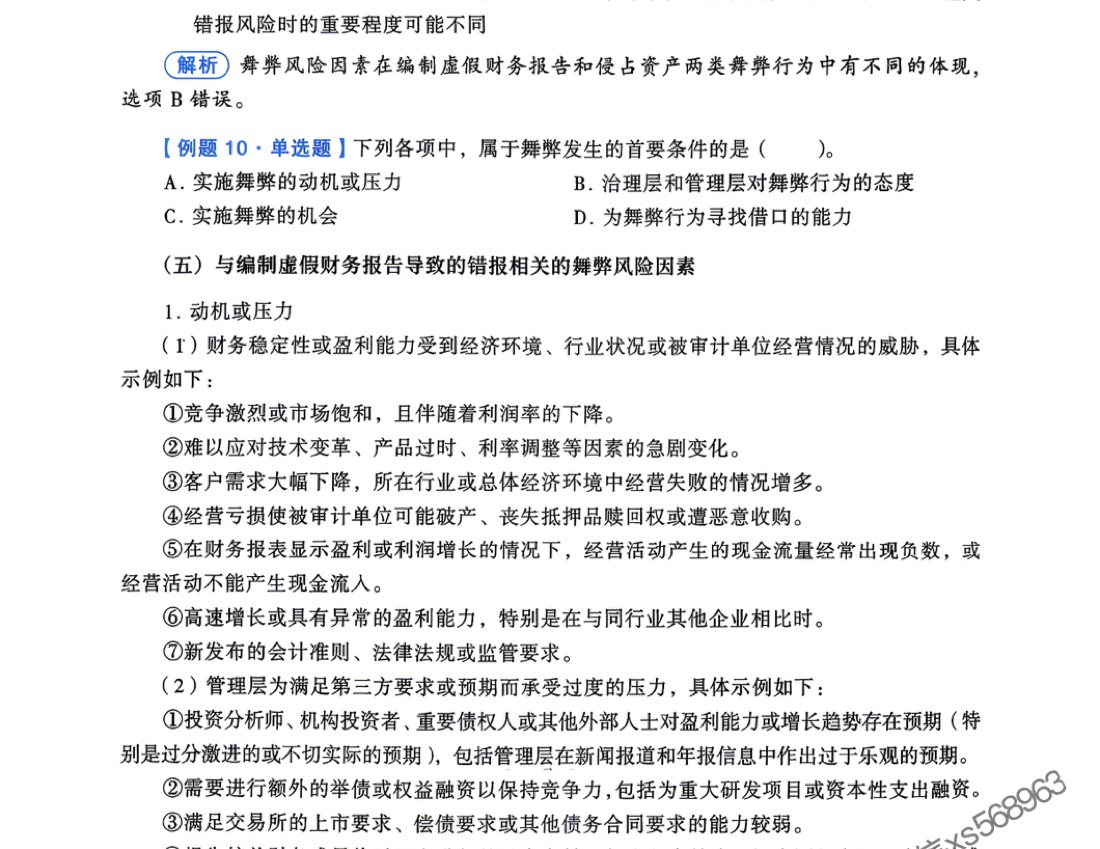 错报风险时的重要程度可能不同
解析 舞弊风险因素在编制虚假财务报告和侵占资产两类舞弊行为中有不同的体现，
选项 B 错误。
【例题 10·单选题】下列各项中，属于舞弊发生的首要条件的是（　　）。
A. 实施舞弊的动机或压力　　B. 治理层和管理层对舞弊行为的态度
C. 实施舞弊的机会　　D. 为舞弊行为寻找借口的能力
（五）与编制虚假财务报告导致的错报相关的舞弊风险因素
1. 动机或压力
（1）财务稳定性或盈利能力受到经济环境、行业状况或被审计单位经营情况的威胁，具体
示例如下：
①竞争激烈或市场饱和，且伴随着利润率的下降。
②难以应对技术变革、产品过时、利率调整等因素的急剧变化。
③客户需求大幅下降，所在行业或总体经济环境中经营失败的情况增多。
④经营亏损使被审计单位可能破产、丧失抵押品赎回权或遭恶意收购。
⑤在财务报表显示盈利或利润增长的情况下，经营活动产生的现金流量经常出现负数，或
经营活动不能产生现金流入。
⑥高速增长或具有异常的盈利能力，特别是在与同行业其他企业相比时。
⑦新发布的会计准则、法律法规或监管要求。
（2）管理层为满足第三方要求或预期而承受过度的压力，具体示例如下：
①投资分析师、机构投资者、重要债权人或其他外部人士对盈利能力或增长趋势存在预期（特
别是过分激进的或不切实际的预期），包括管理层在新闻报道和年报信息中作出过于乐观的预期。
②需要进行额外的举债或权益融资以保持竞争力，包括为重大研发项目或资本性支出融资。
③满足交易所的上市要求、偿债要求或其他债务合同要求的能力较弱。
xs568963